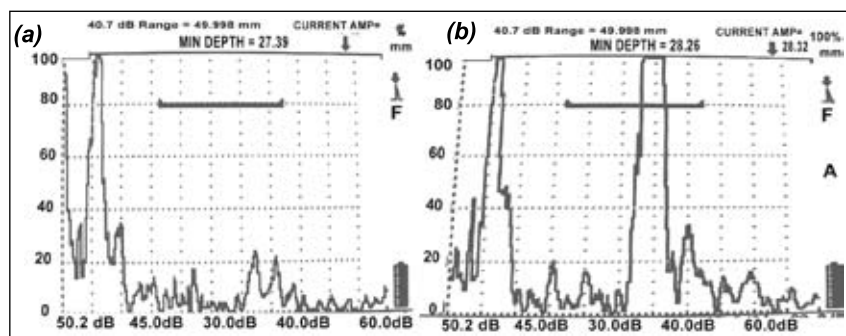 (a)
40.7 dB Range = 49.998 mm
CURRENT AMP=
%
mm
MIN DEPTH = 27.39
100
80
60
40
20
0
F
50.2 dB 45.0dB 30.0dB 40.0dB 60.0dB
(b)
40.7 dB Range = 49.998 mm
CURRENT AMP=
100%
mm
MIN DEPTH = 28.26
28.32
100
80
60
40
20
0
F
A
50.2 dB 45.0dB 30.0dB 40.0dB 60.0dB